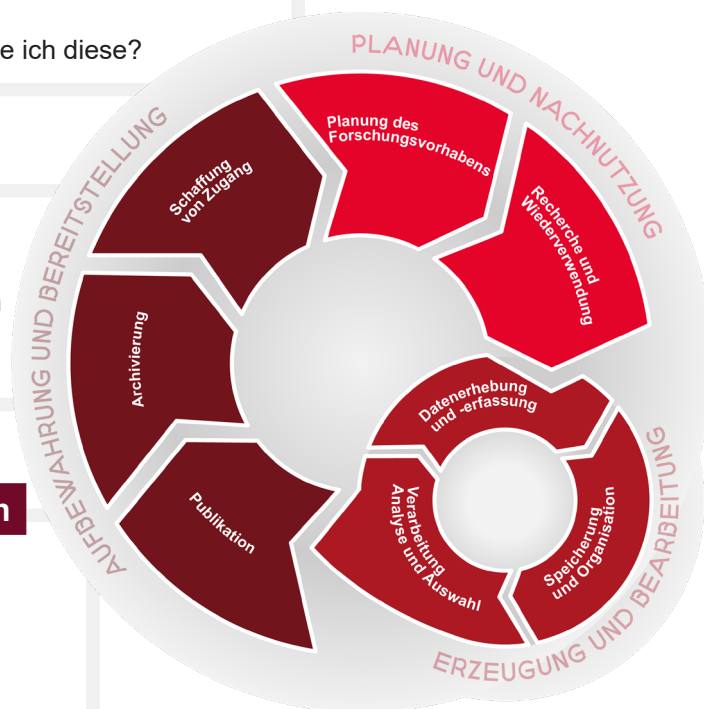 e ich diese?
PLANUNG UND NACHNUTZUNG
Planung des
Forschungsvorhabens
Recherche und
Wiederverwendung
ERZEUGUNG UND BEARBEITUNG
Datenerhebung
und -erfassung
Speicherung
und Organisation
Verarbeitung
Analyse und Auswahl
AUFBEWAHRUNG UND BEREITSTELLUNG
Publikation
Archivierung
Schaffung
von Zugang
n